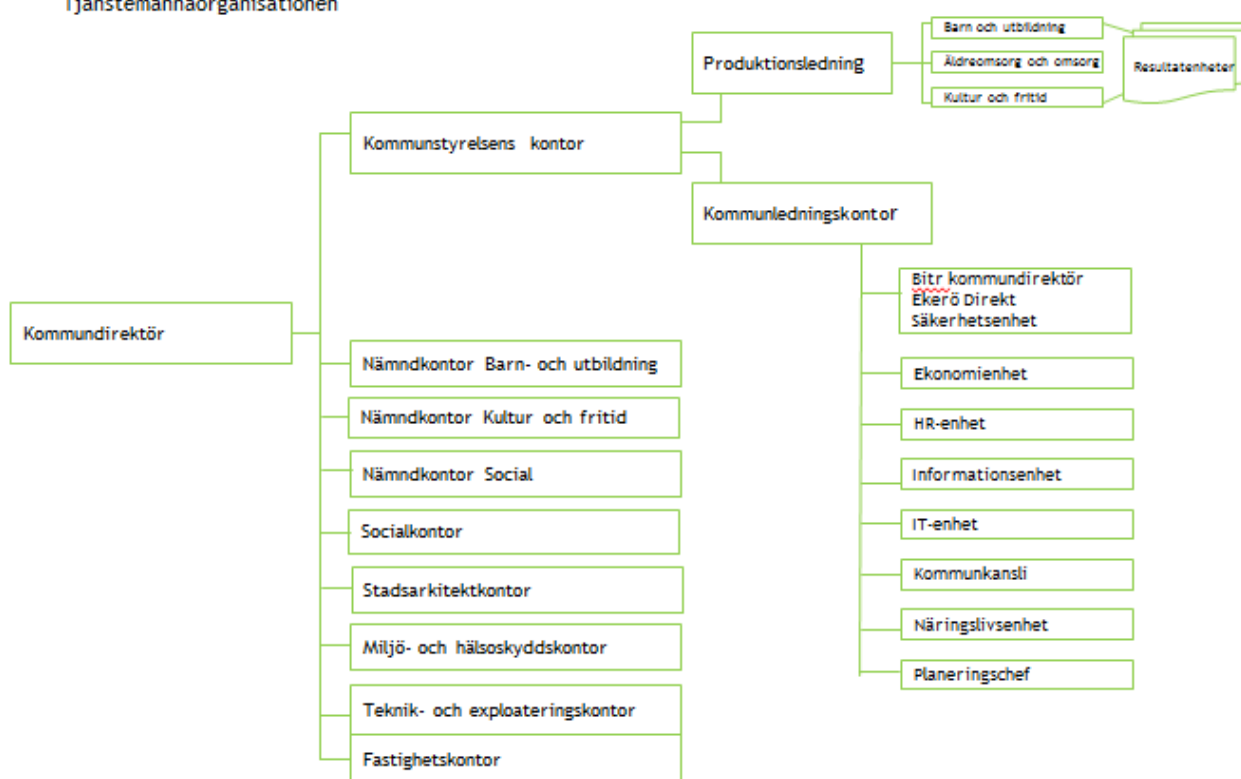 Tjänstemannaorganisationen
Barn och utbildning
Produktionsledning
Äldreomsorg och omsorg
Resultatenheter
Kultur och fritid
Kommunstyrelsens kontor
Kommunledningskontor
Bitr kommundirektör
Ekerö Direkt
Säkerhetsenhet
Kommundirektör
Nämndkontor Barn- och utbildning
Ekonomienhet
Nämndkontor Kultur och fritid
HR-enhet
Nämndkontor Social
Informationsenhet
Socialkontor
IT-enhet
Stadsarkitektkontor
Kommunkansli
Miljö- och hälsoskyddskontor
Näringslivsenhet
Planeringschef
Teknik- och exploateringskontor
Fastighetskontor